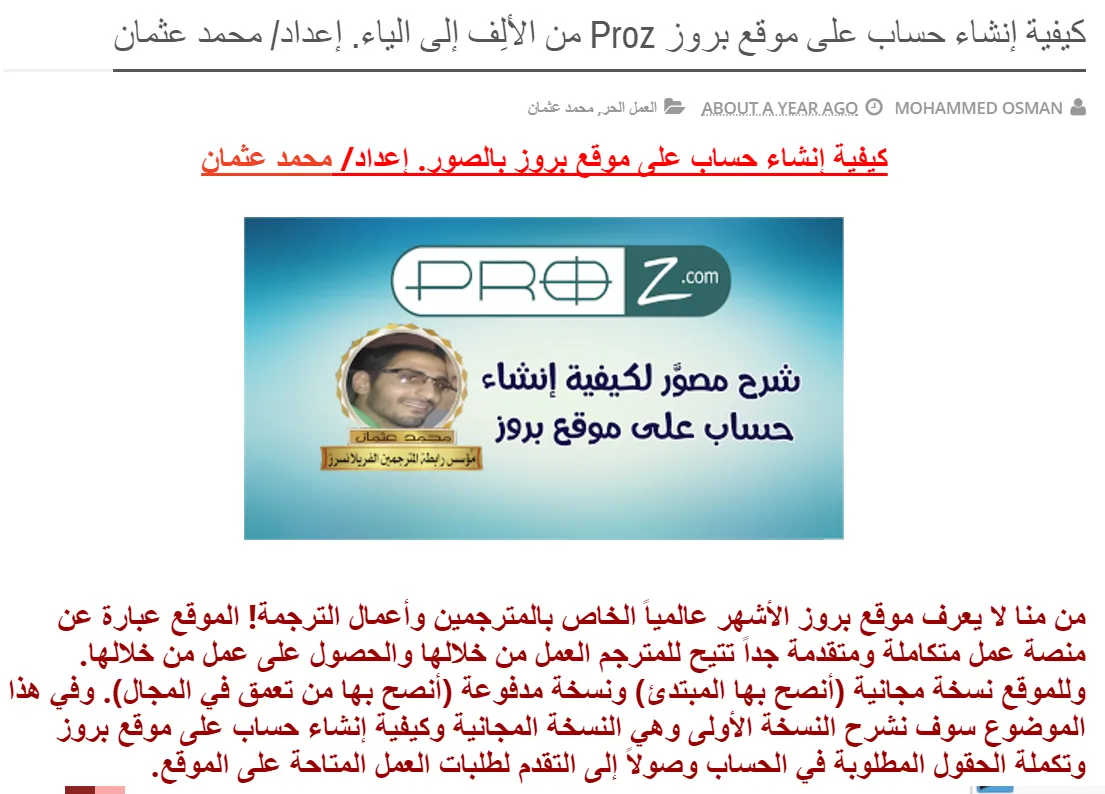 كيفية إنشاء حساب على موقع بروز Proz من الألِف إلى الياء. إعداد/ محمد عثمان
MOHAMMED OSMAN ABOUT A YEAR AGO العمل الحر, محمد عثمان
كيفية إنشاء حساب على موقع بروز بالصور. إعداد/ محمد عثمان
PROZ.com
شرح مصوَّر لكيفية إنشاء
حساب على موقع بروز
محمد عثمان
مؤسس رابطة المترجمين الفريلانسرز
من منا لا يعرف موقع بروز الأشهر عالمياً الخاص بالمترجمين وأعمال الترجمة! الموقع عبارة عن
منصة عمل متكاملة ومتقدمة جداً تتيح للمترجم العمل من خلالها والحصول على عمل من خلالها.
وللموقع نسخة مجانية (أنصح بها المبتدئ) ونسخة مدفوعة (أنصح بها من تعمق في المجال). وفي هذا
الموضوع سوف نشرح النسخة الأولى وهي النسخة المجانية وكيفية إنشاء حساب على موقع بروز
وتكملة الحقول المطلوبة في الحساب وصولاً إلى التقدم لطلبات العمل المتاحة على الموقع.